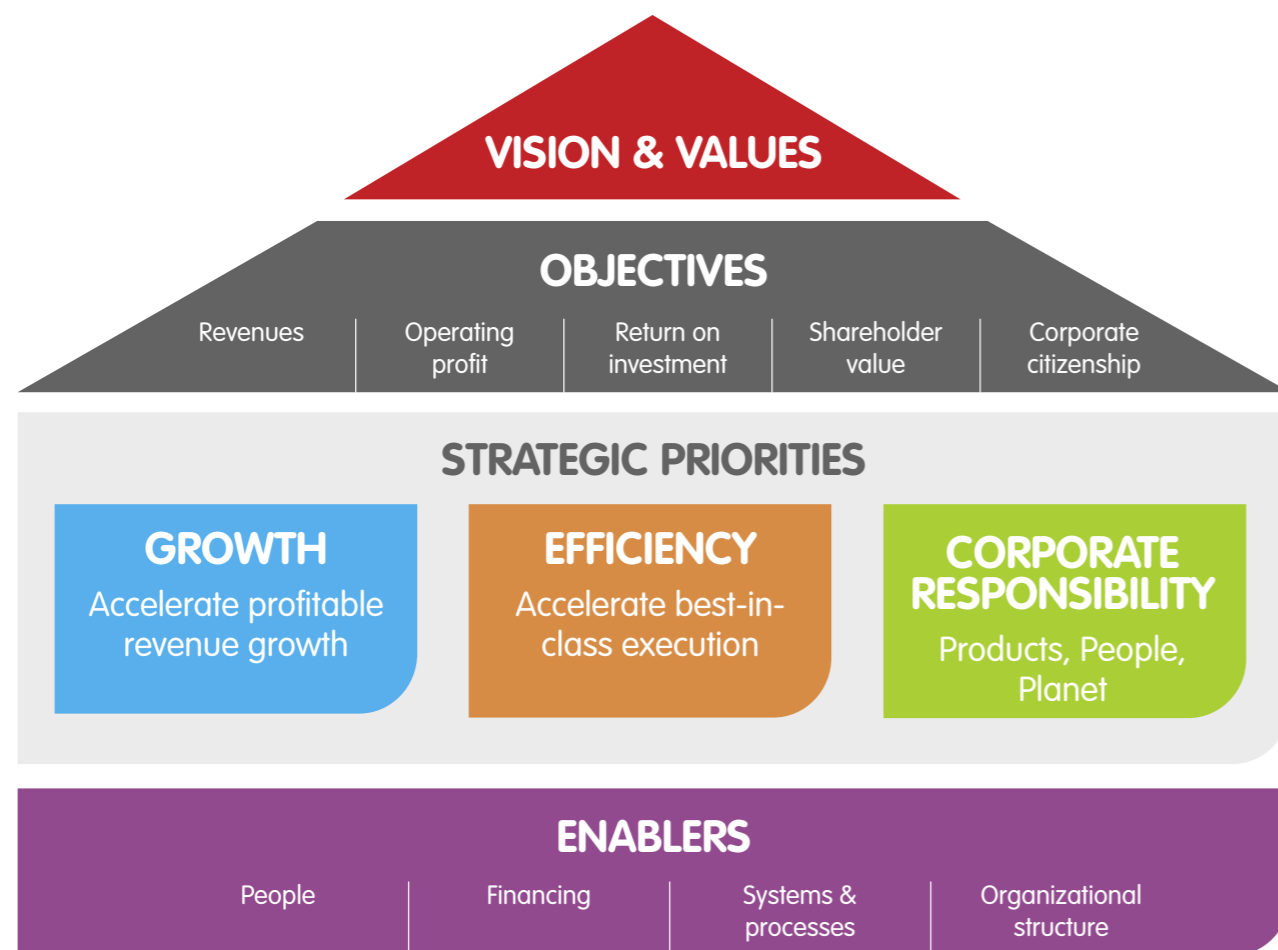 VISION & VALUES
OBJECTIVES
Revenues
Operating
profit
Return on
investment
Shareholder
value
Corporate
citizenship
STRATEGIC PRIORITIES
GROWTH
Accelerate profitable
revenue growth
EFFICIENCY
Accelerate best-in-
class execution
CORPORATE
RESPONSIBILITY
Products, People,
Planet
ENABLERS
People
Financing
Systems &
processes
Organizational
structure